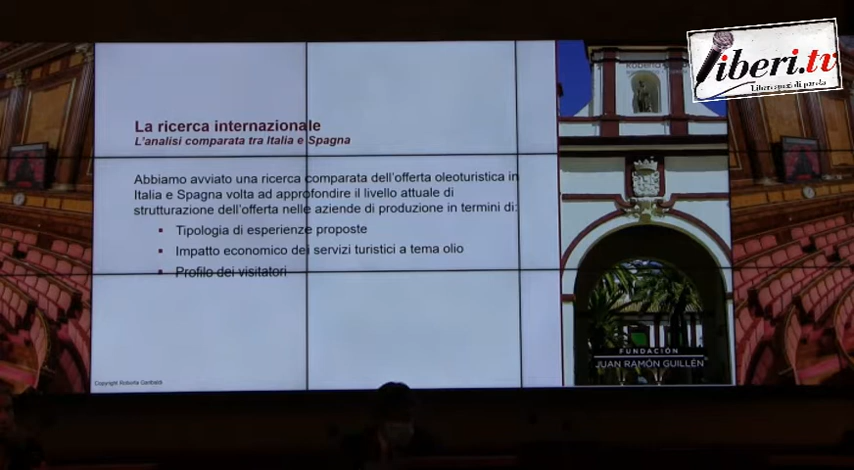 liberi.tv
Liberi spazi di parola
La ricerca internazionale
L'analisi comparata tra Italia e Spagna
Abbiamo avviato una ricerca comparata dell'offerta oleoturistica in
Italia e Spagna volta ad approfondire il livello attuale di
strutturazione dell'offerta nelle aziende di produzione in termini di:
▪ Tipologia di esperienze proposte
▪ Impatto economico dei servizi turistici a tema olio
▪ Profilo dei visitatori
FUNDACIÓN
JUAN RAMÓN GUILLÉN
Copyright Roberta Garibaldi